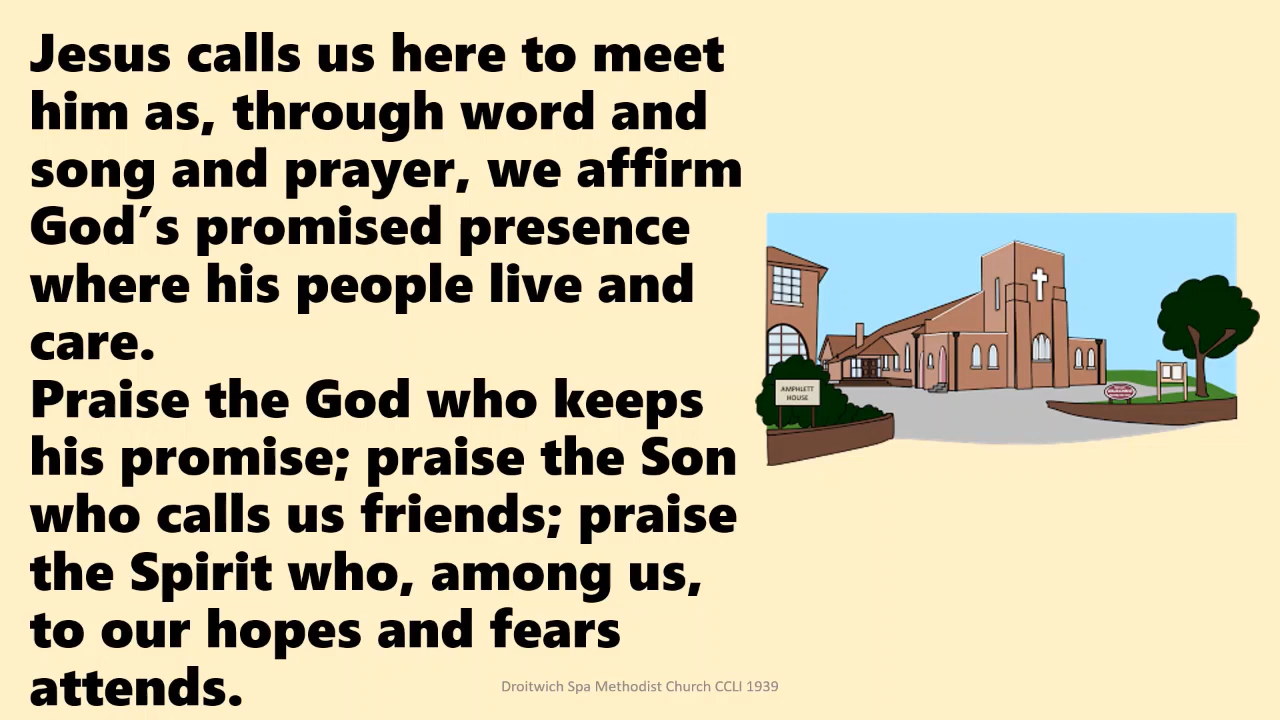 Jesus calls us here to meet
him as, through word and
song and prayer, we affirm
God’s promised presence
where his people live and
care.
Praise the God who keeps
his promise; praise the Son
who calls us friends; praise
the Spirit who, among us,
to our hopes and fears
attends.
AMPHLETT
HOUSE
Droitwich Spa Methodist Church CCLI 1939